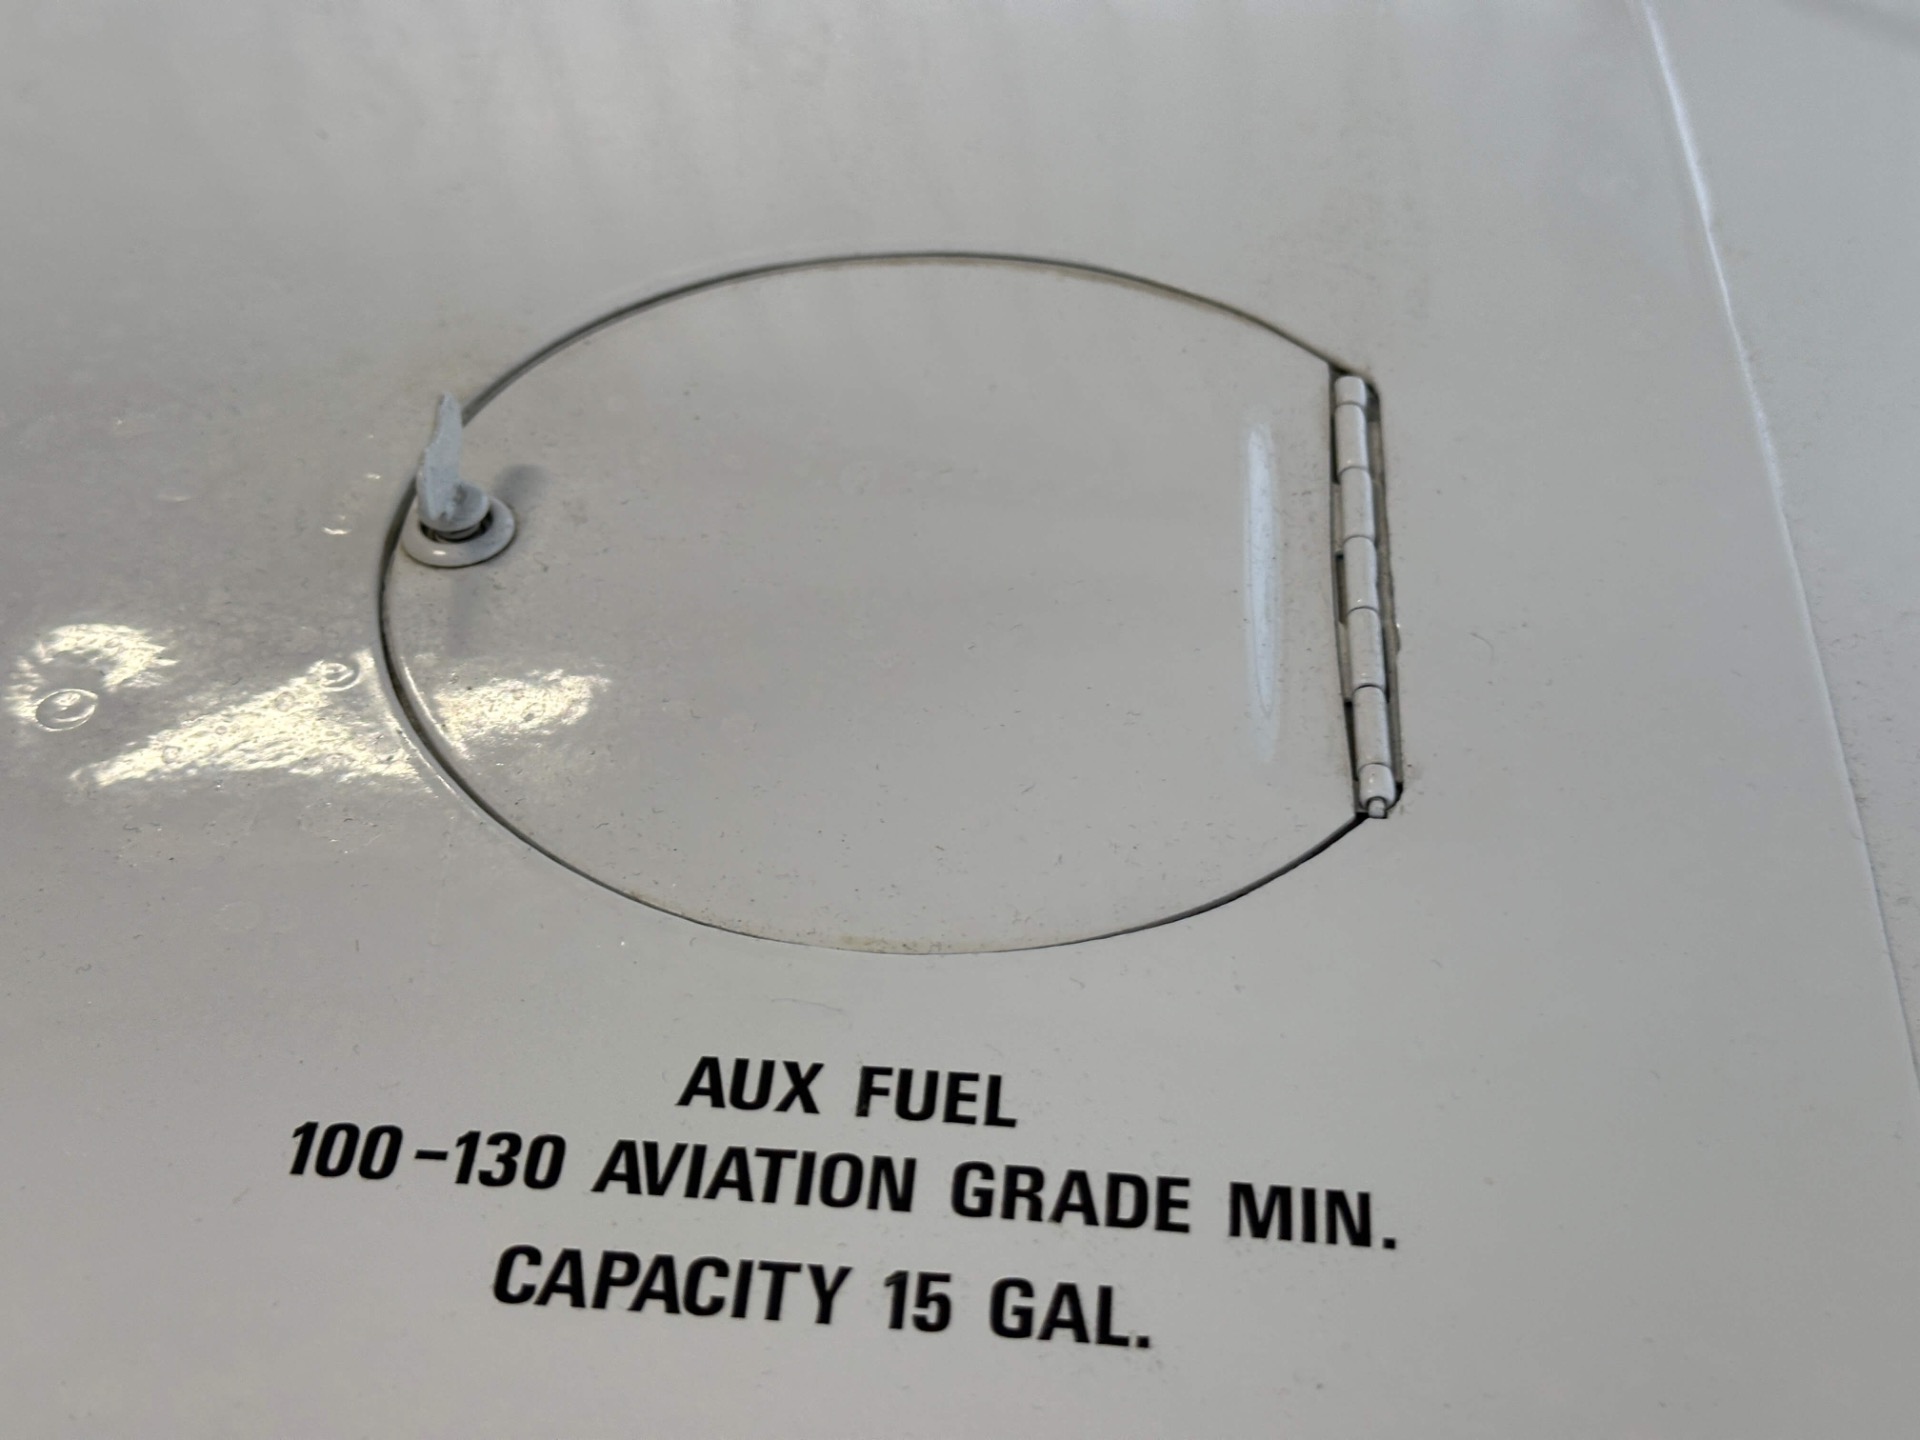 AUX FUEL
100-130 AVIATION GRADE MIN.
CAPACITY 15 GAL.